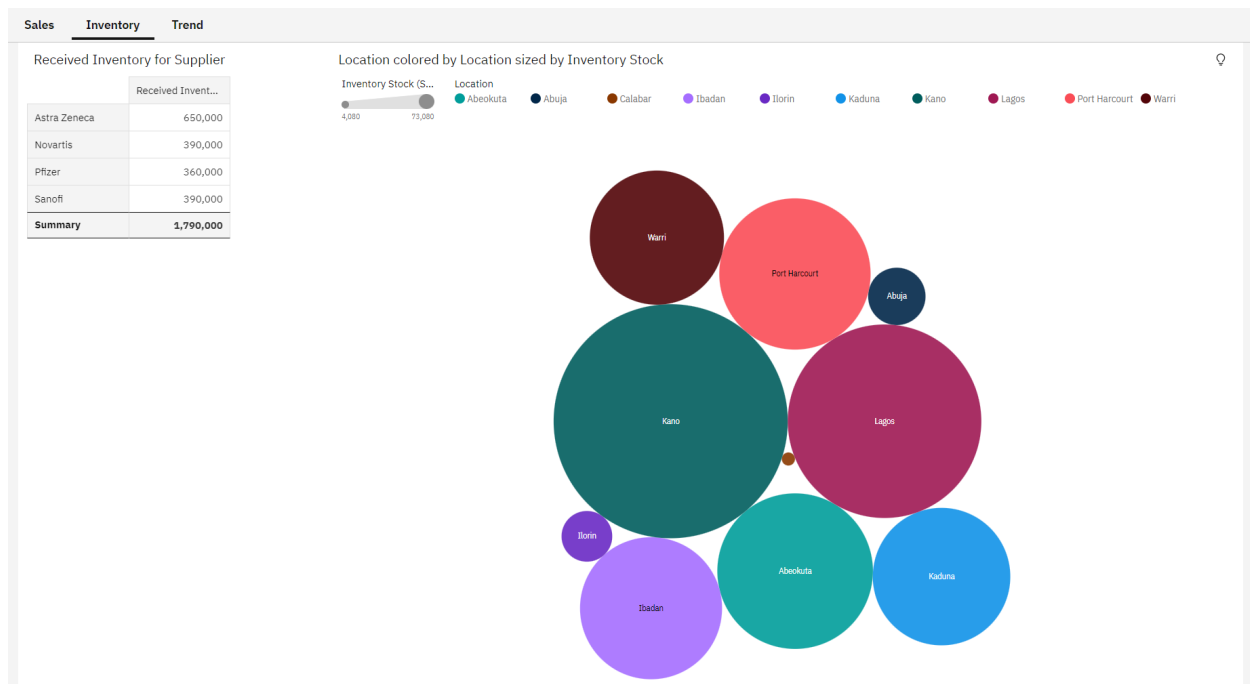 Sales Inventory Trend
Received Inventory for Supplier
Received Invent...
Astra Zeneca 650,000
Novartis 390,000
Pfizer 360,000
Sanofi 390,000
Summary 1,790,000
Location colored by Location sized by Inventory Stock
Inventory Stock (S...
4,080 73,080
Location
Abeokuta Abuja Calabar Ibadan Ilorin Kaduna Kano Lagos Port Harcourt Warri
Warri
Port Harcourt
Abuja
Kano
Lagos
Ilorin
Abeokuta
Kaduna
Ibadan